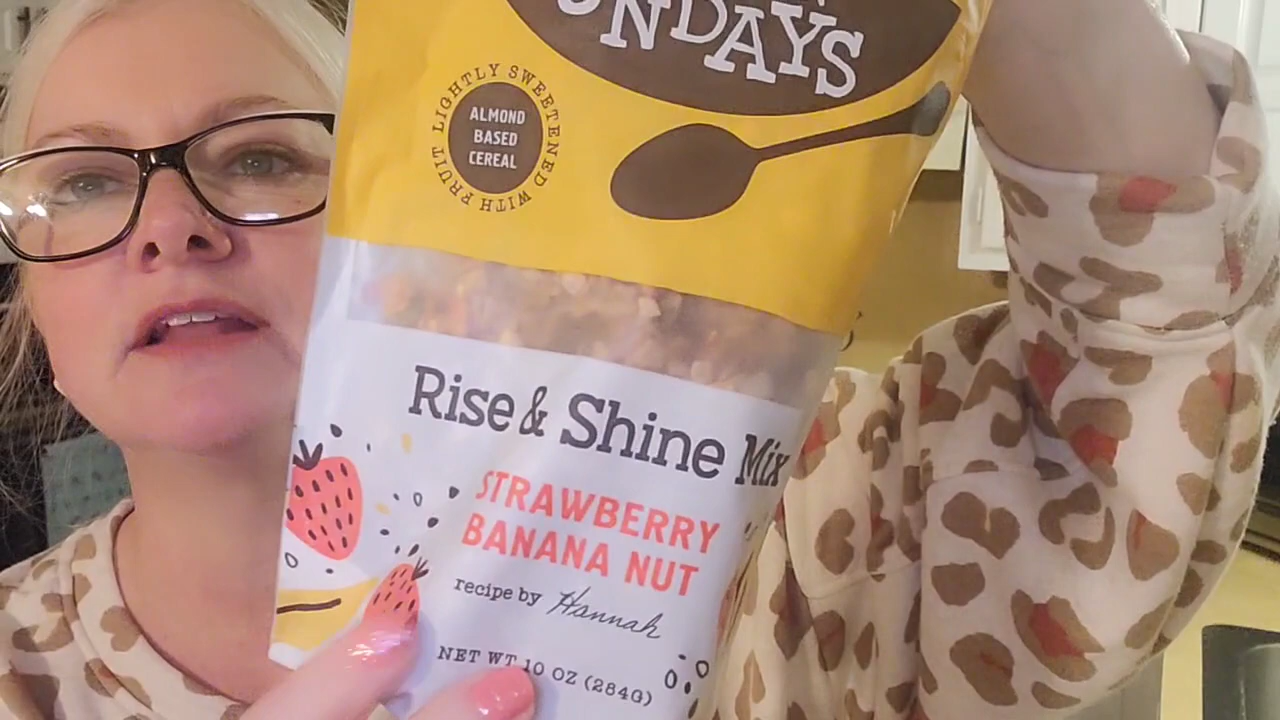 UNDAYS
LIGHTLY SWEETENED WITH FRUIT
ALMOND
BASED
CEREAL
Rise & Shine Mix
STRAWBERRY
BANANA NUT
recipe by Hannah
NET WT 10 OZ (284G)